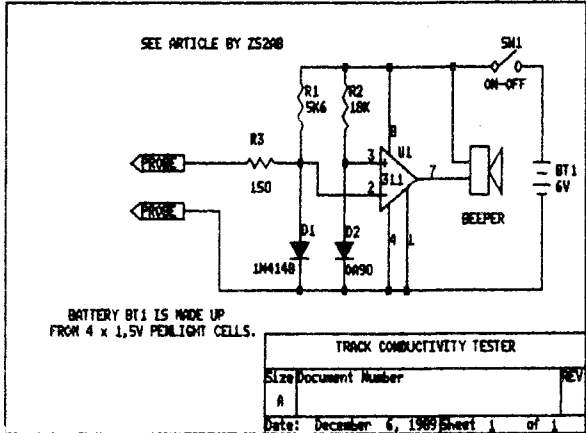 SEE ARTICLE BY ZS2AB
SW1
ON-OFF
R1
5K6
R2
18K
8
R3
150
PROBE
PROBE
3
2
U1
311
7
4
1
BEEPER
BT1
6V
D1
1N4148
D2
OA90
BATTERY BT1 IS MADE UP
FROM 4 x 1,5V PENLIGHT CELLS.
TRACK CONDUCTIVITY TESTER
Size Document Number REV
A
Date: December 6, 1989 Sheet 1 of 1